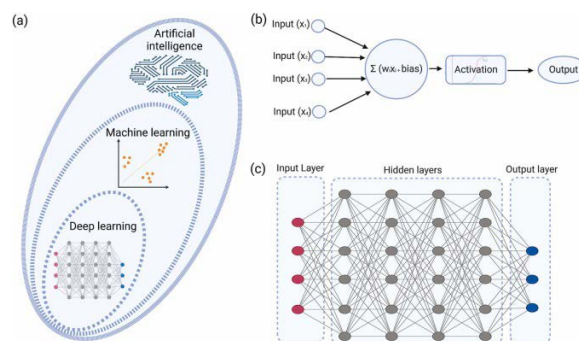 (a)
Artificial
intelligence
Machine learning
Deep learning
(b)
Input (x₁)
Input (x₂)
Input (x₃)
Input (x₄)
Σ (wᵢxᵢ+bias)
Activation
Output
(c)
Input Layer
Hidden layers
Output layer